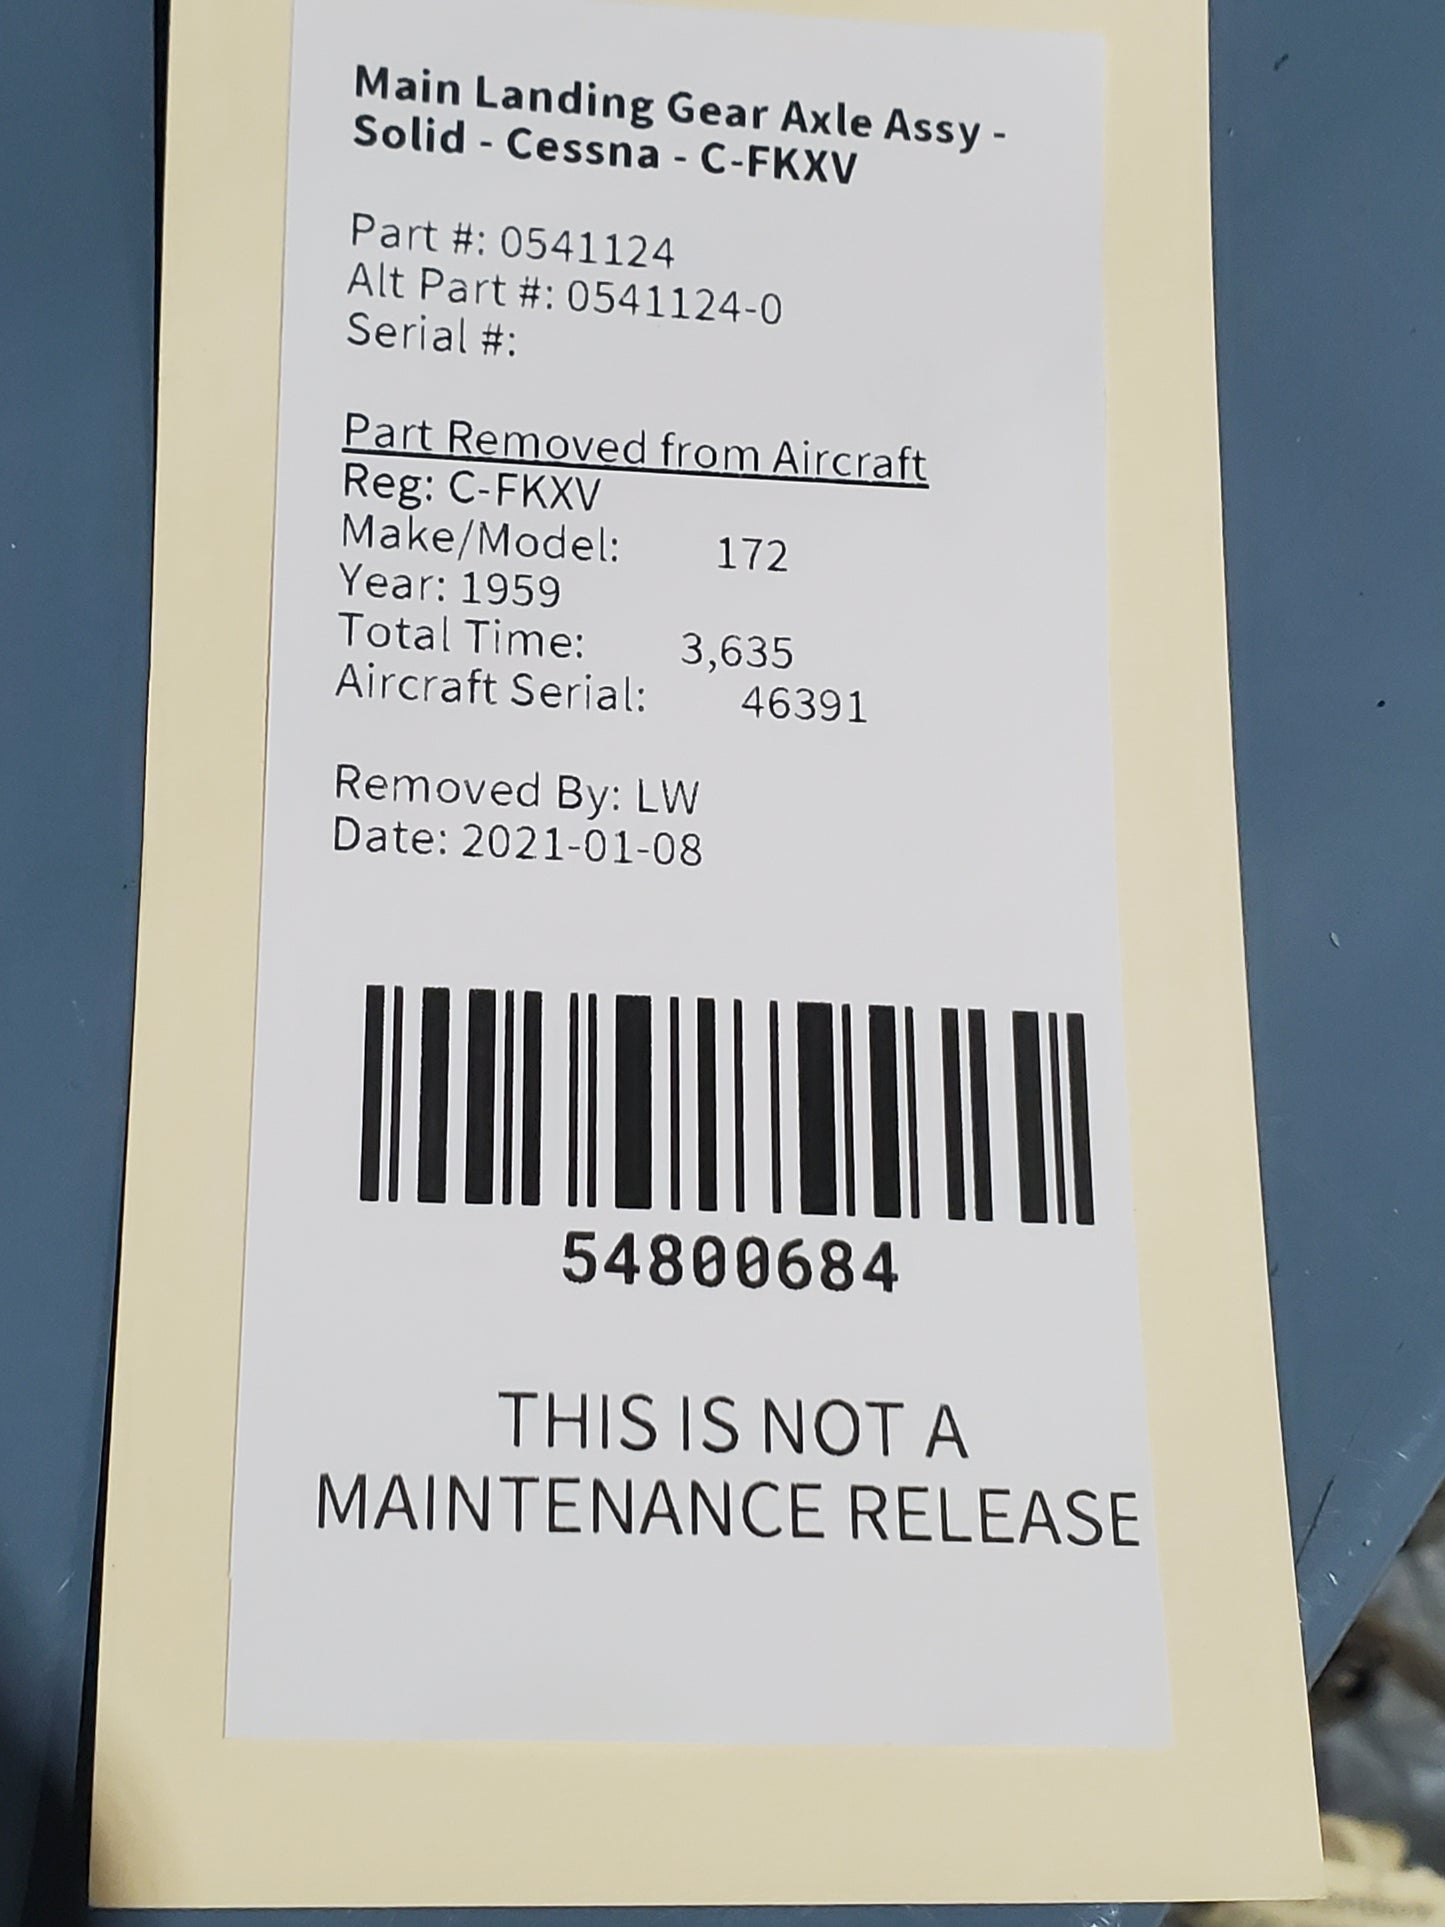 Main Landing Gear Axle Assy -
Solid - Cessna - C-FKXV
Part #: 0541124
Alt Part #: 0541124-0
Serial #:
Part Removed from Aircraft
Reg: C-FKXV
Make/Model: 172
Year: 1959
Total Time: 3,635
Aircraft Serial: 46391
Removed By: LW
Date: 2021-01-08
54800684
THIS IS NOT A
MAINTENANCE RELEASE